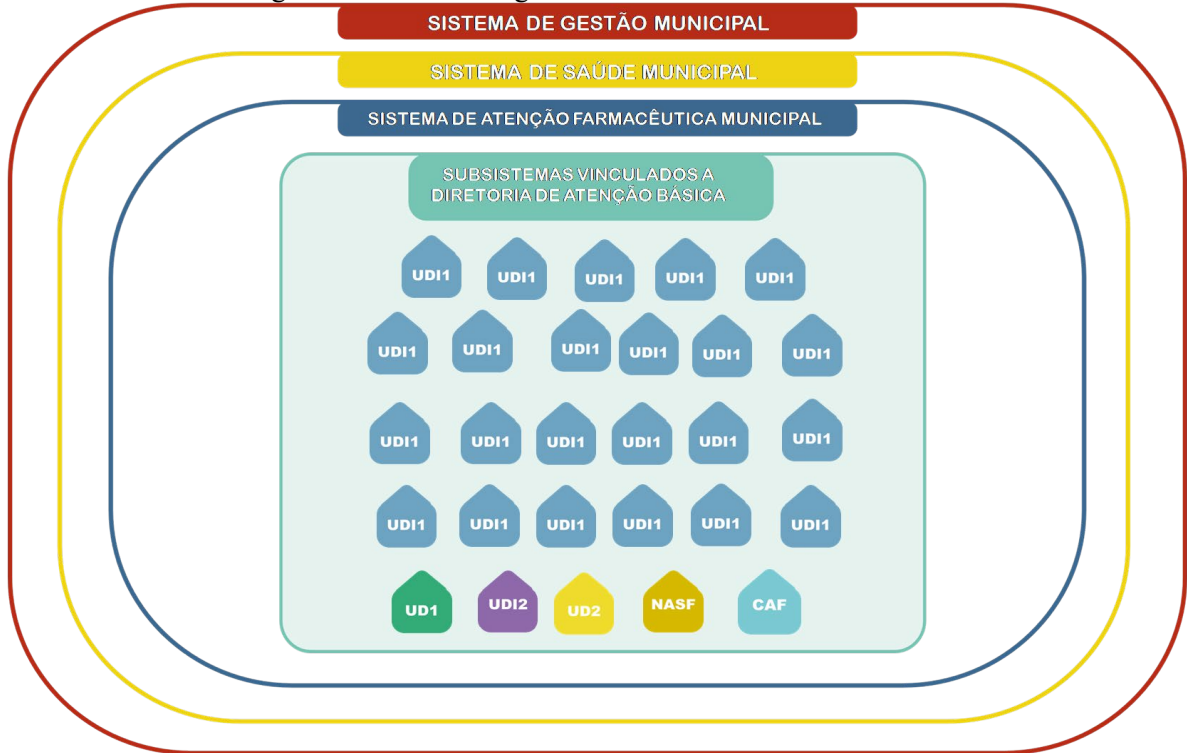 SISTEMA DE GESTÃO MUNICIPAL
SISTEMA DE SAÚDE MUNICIPAL
SISTEMA DE ATENÇÃO FARMACÊUTICA MUNICIPAL
SUBSISTEMAS VINCULADOS A
DIRETORIA DE ATENÇÃO BÁSICA
UDI1 UDI1 UDI1 UDI1 UDI1
UDI1 UDI1 UDI1 UDI1 UDI1 UDI1
UDI1 UDI1 UDI1 UDI1 UDI1 UDI1
UDI1 UDI1 UDI1 UDI1 UDI1 UDI1
UD1 UDI2 UD2 NASF CAF